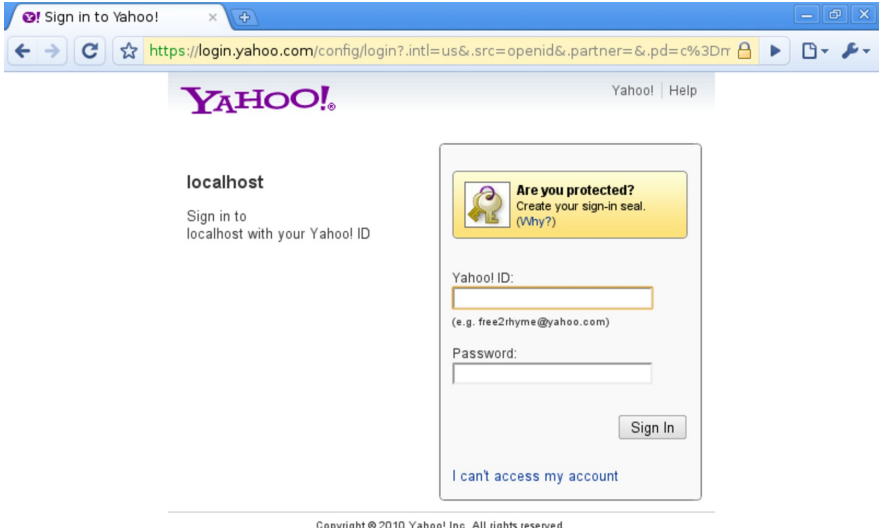 Sign in to Yahoo!
https://login.yahoo.com/config/login?.intl=us&.src=openid&.partner=&.pd=c%3Dm
YAHOO!®
Yahoo! | Help
localhost
Sign in to
localhost with your Yahoo! ID
Are you protected?
Create your sign-in seal.
(Why?)
Yahoo! ID:
(e.g. free2rhyme@yahoo.com)
Password:
Sign In
I can't access my account
Copyright © 2010 Yahoo! Inc. All rights reserved.